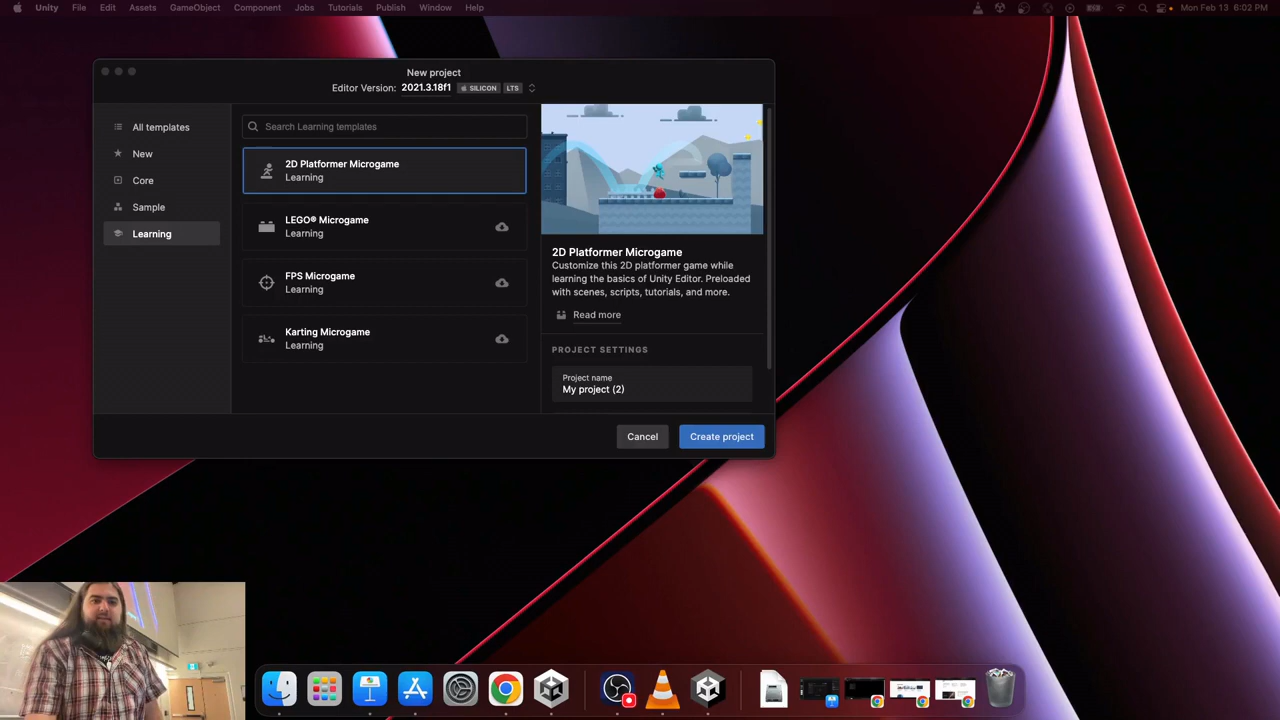 Unity File Edit Assets GameObject Component Jobs Tutorials Publish Window Help Mon Feb 13 6:02 PM
New project
Editor Version: 2021.3.18f1 SILICON LTS
All templates
New
Core
Sample
Learning
Search Learning templates
2D Platformer Microgame
Learning
LEGO® Microgame
Learning
FPS Microgame
Learning
Karting Microgame
Learning
2D Platformer Microgame
Customize this 2D platformer game while
learning the basics of Unity Editor. Preloaded
with scenes, scripts, tutorials, and more.
Read more
PROJECT SETTINGS
Project name
My project (2)
Cancel
Create project